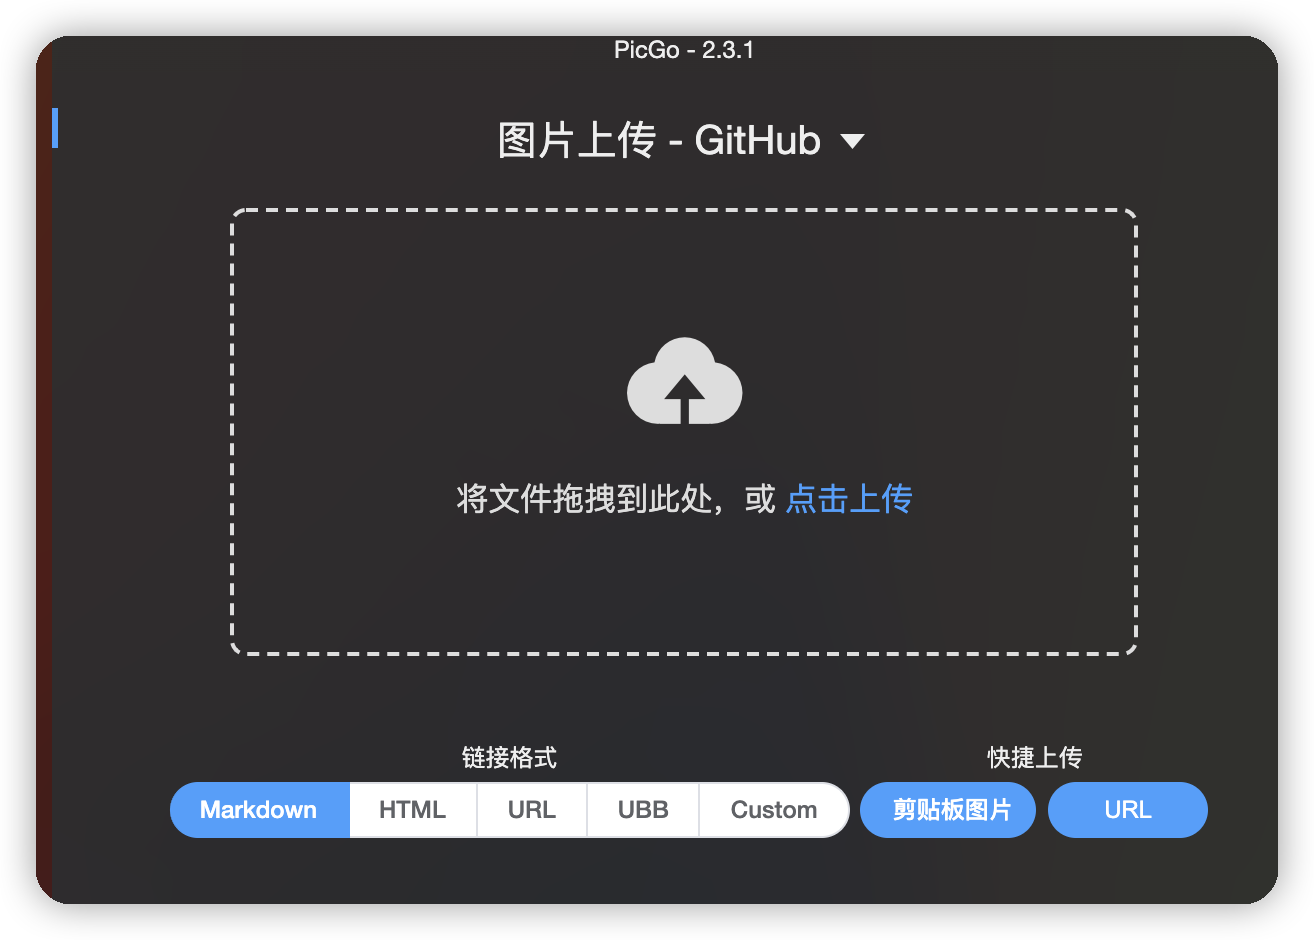 PicGo - 2.3.1
图片上传 - GitHub
将文件拖拽到此处，或 点击上传
链接格式
快捷上传
Markdown HTML URL UBB Custom 剪贴板图片 URL